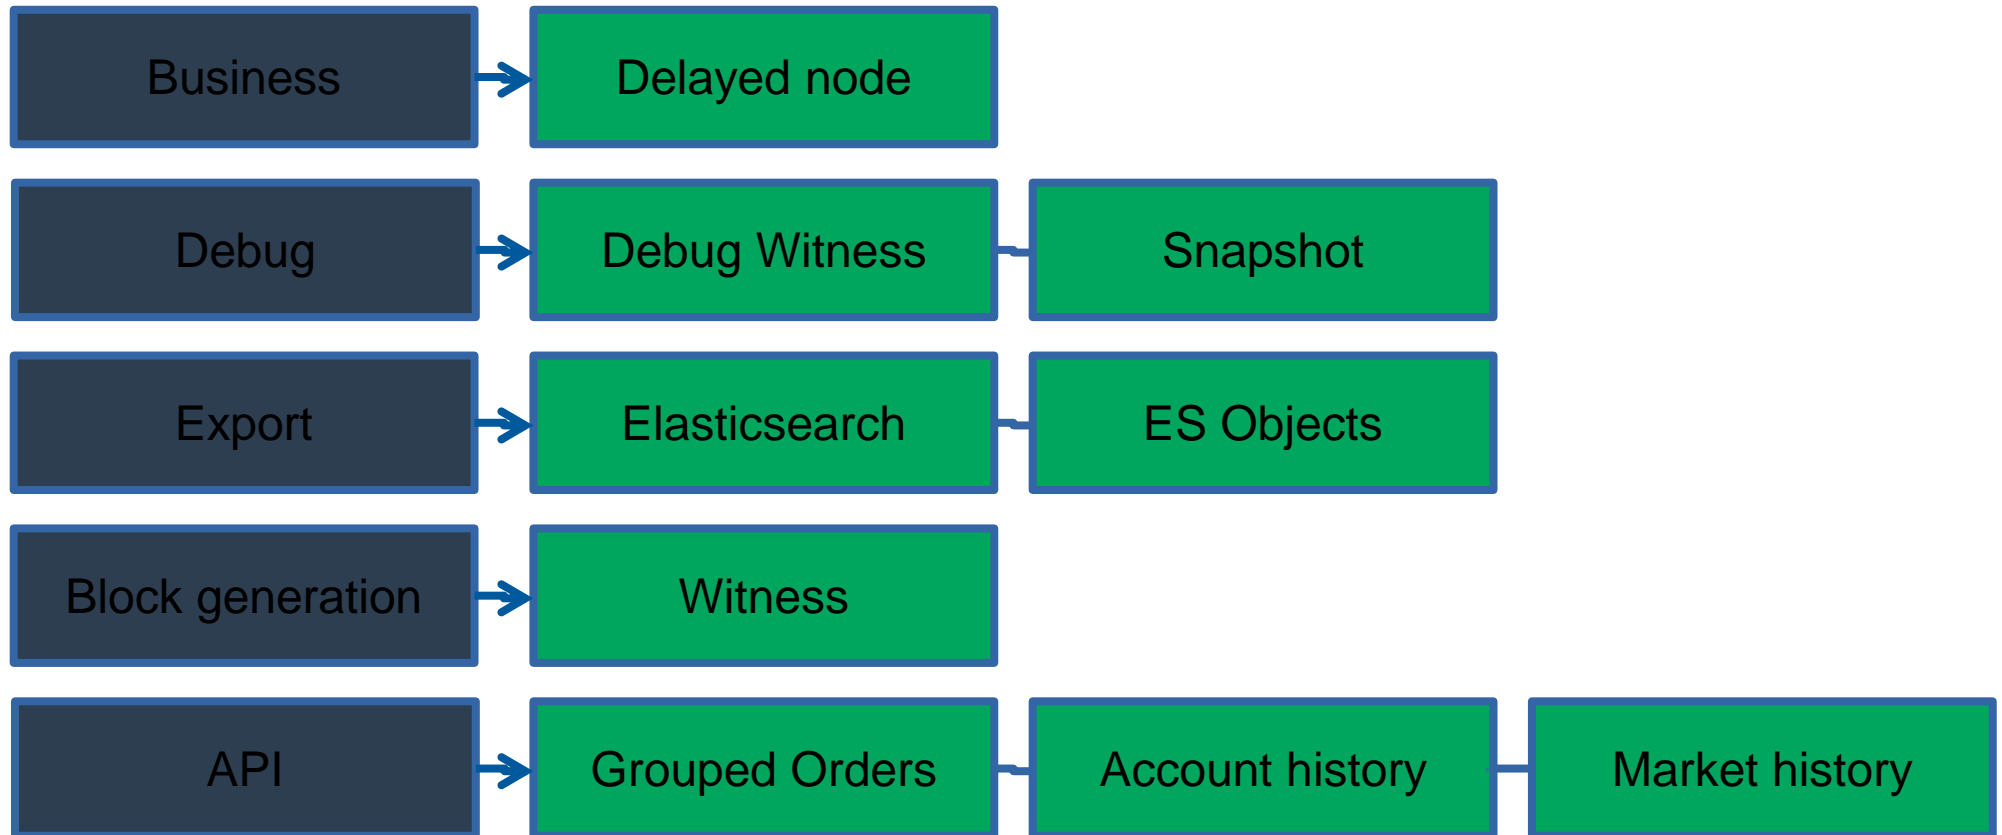 Business
Delayed node
Debug
Debug Witness
Snapshot
Export
Elasticsearch
ES Objects
Block generation
Witness
API
Grouped Orders
Account history
Market history